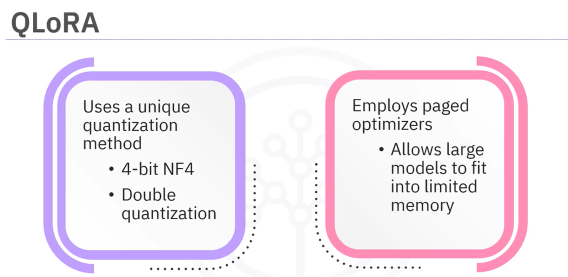 QLoRA
Uses a unique
quantization
method
• 4-bit NF4
• Double
quantization
Employs paged
optimizers
• Allows large
models to fit
into limited
memory